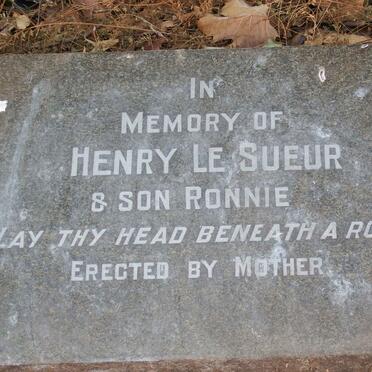 IN
MEMORY OF
HENRY LE SUEUR
& SON RONNIE
LAY THY HEAD BENEATH A RO
ERECTED BY MOTHER